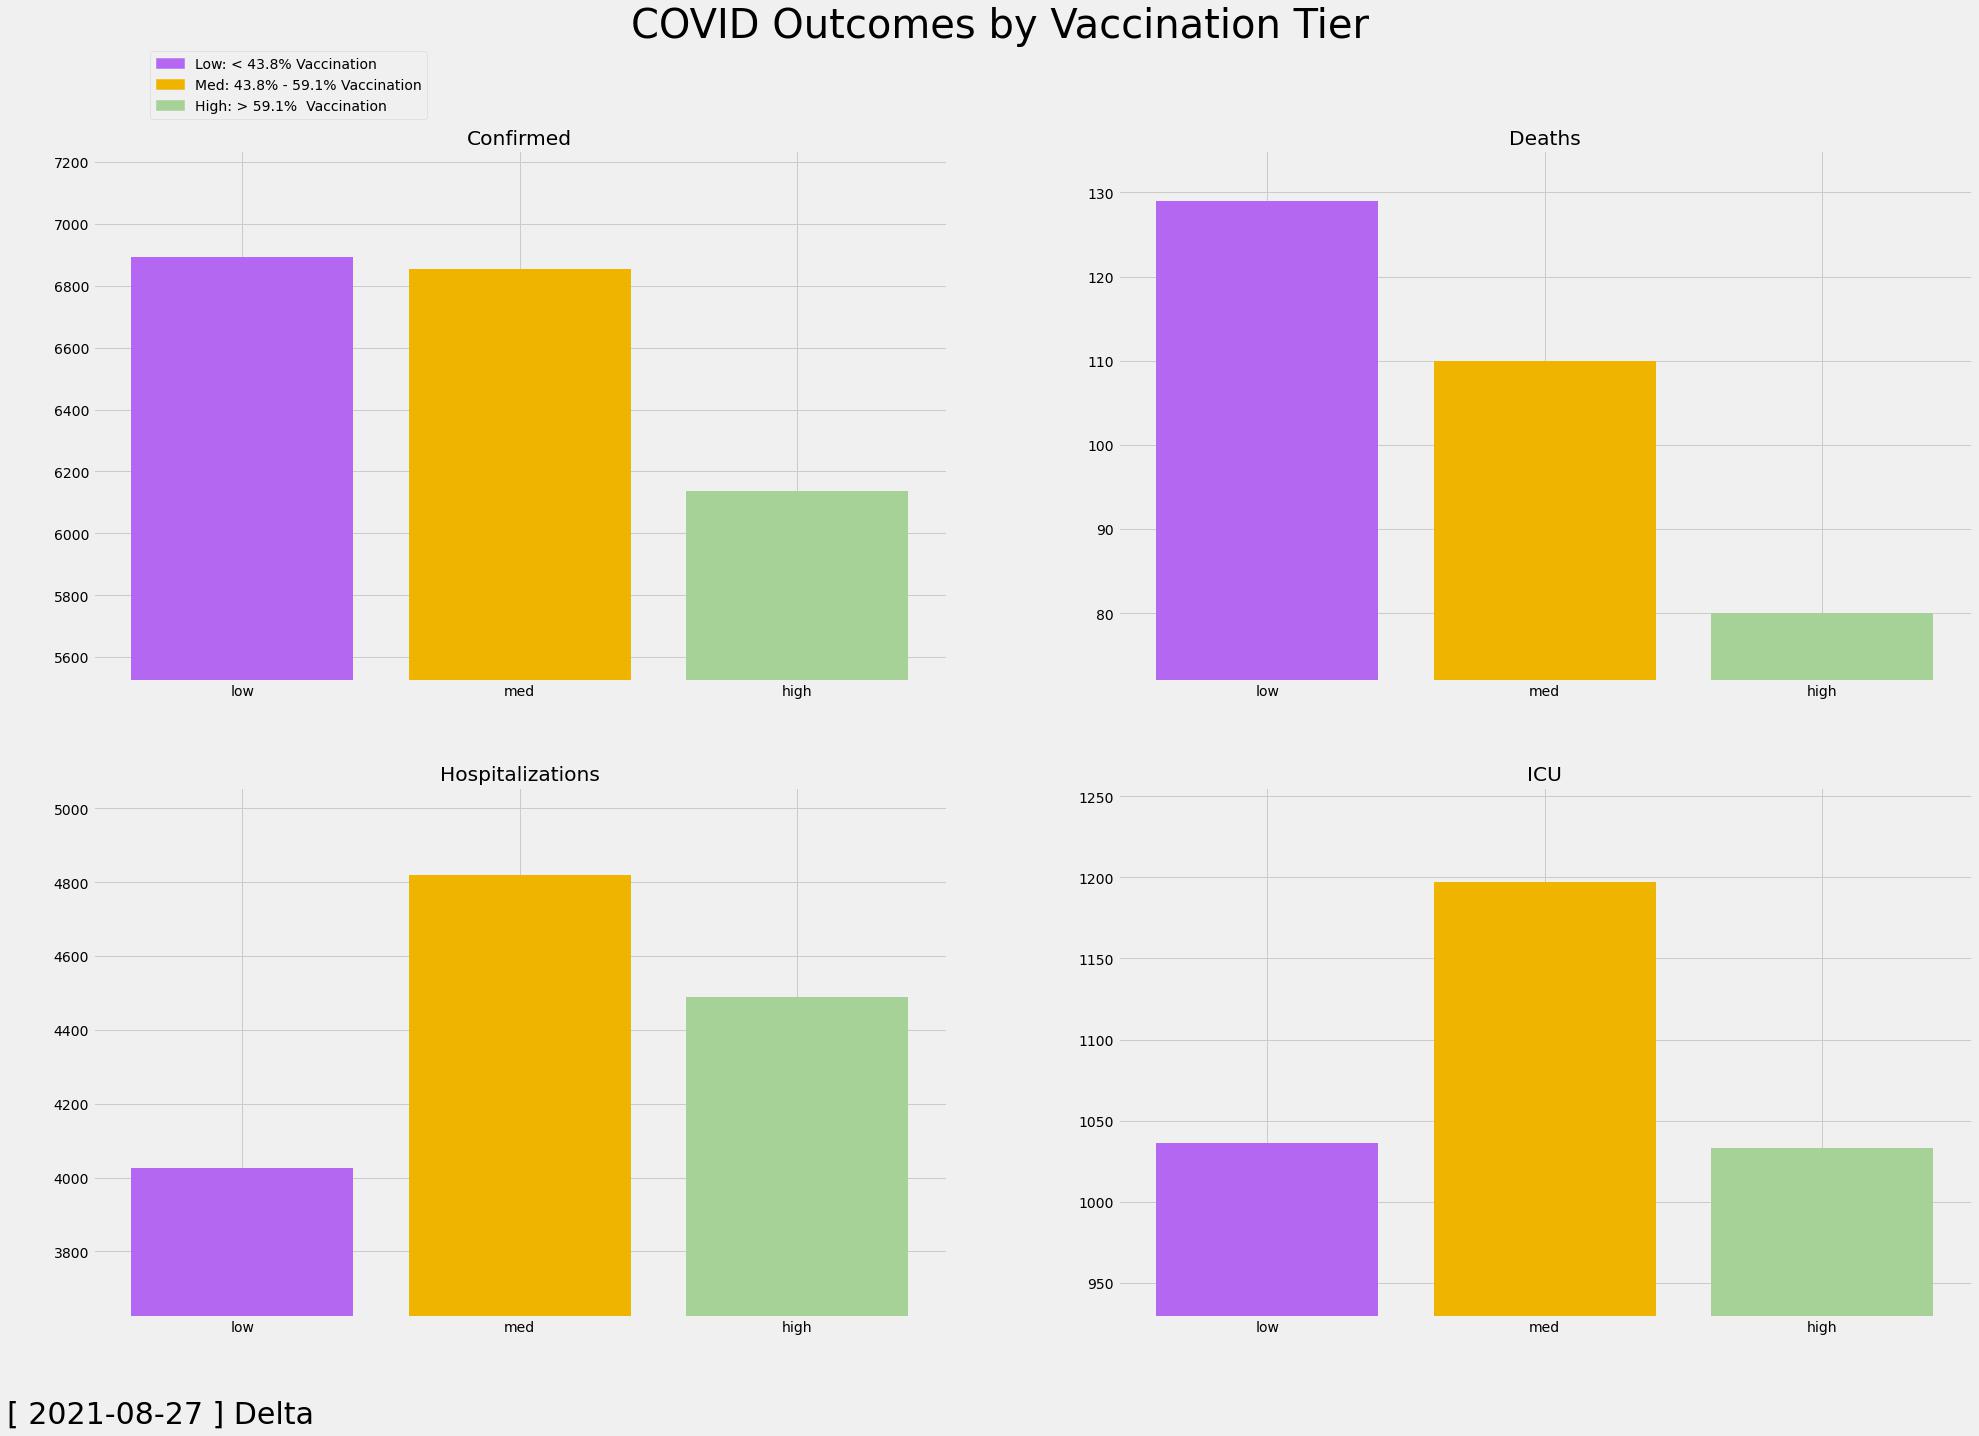 COVID Outcomes by Vaccination Tier
Low: < 43.8% Vaccination
Med: 43.8% - 59.1% Vaccination
High: > 59.1%  Vaccination
Confirmed
7200
7000
6800
6600
6400
6200
6000
5800
5600
low med high
Deaths
130
120
110
100
90
80
low med high
Hospitalizations
5000
4800
4600
4400
4200
4000
3800
low med high
ICU
1250
1200
1150
1100
1050
1000
950
low med high
[ 2021-08-27 ] Delta